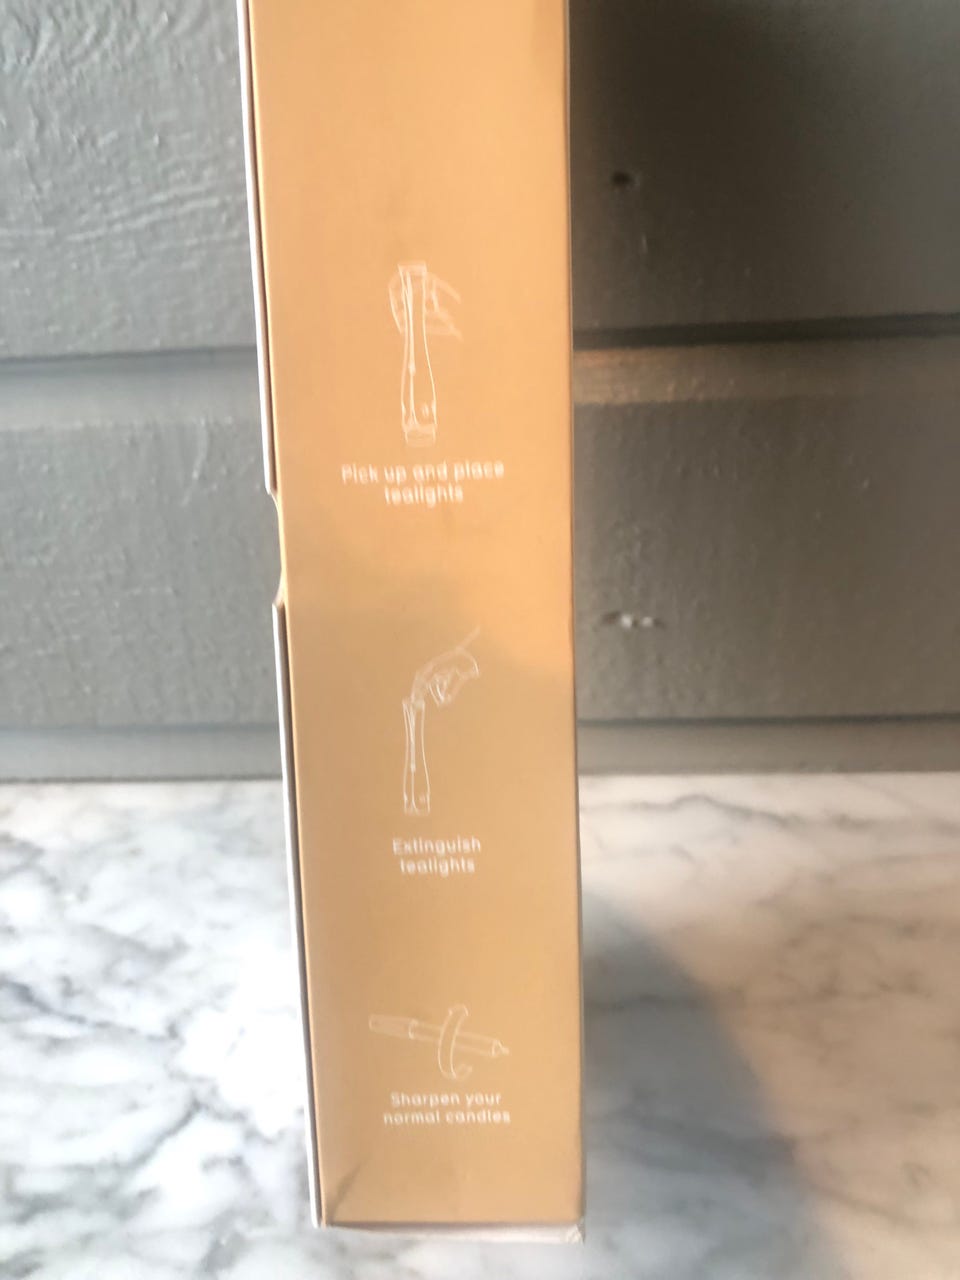 Pick up and place
tealights
Extinguish
tealights
Sharpen your
normal candles